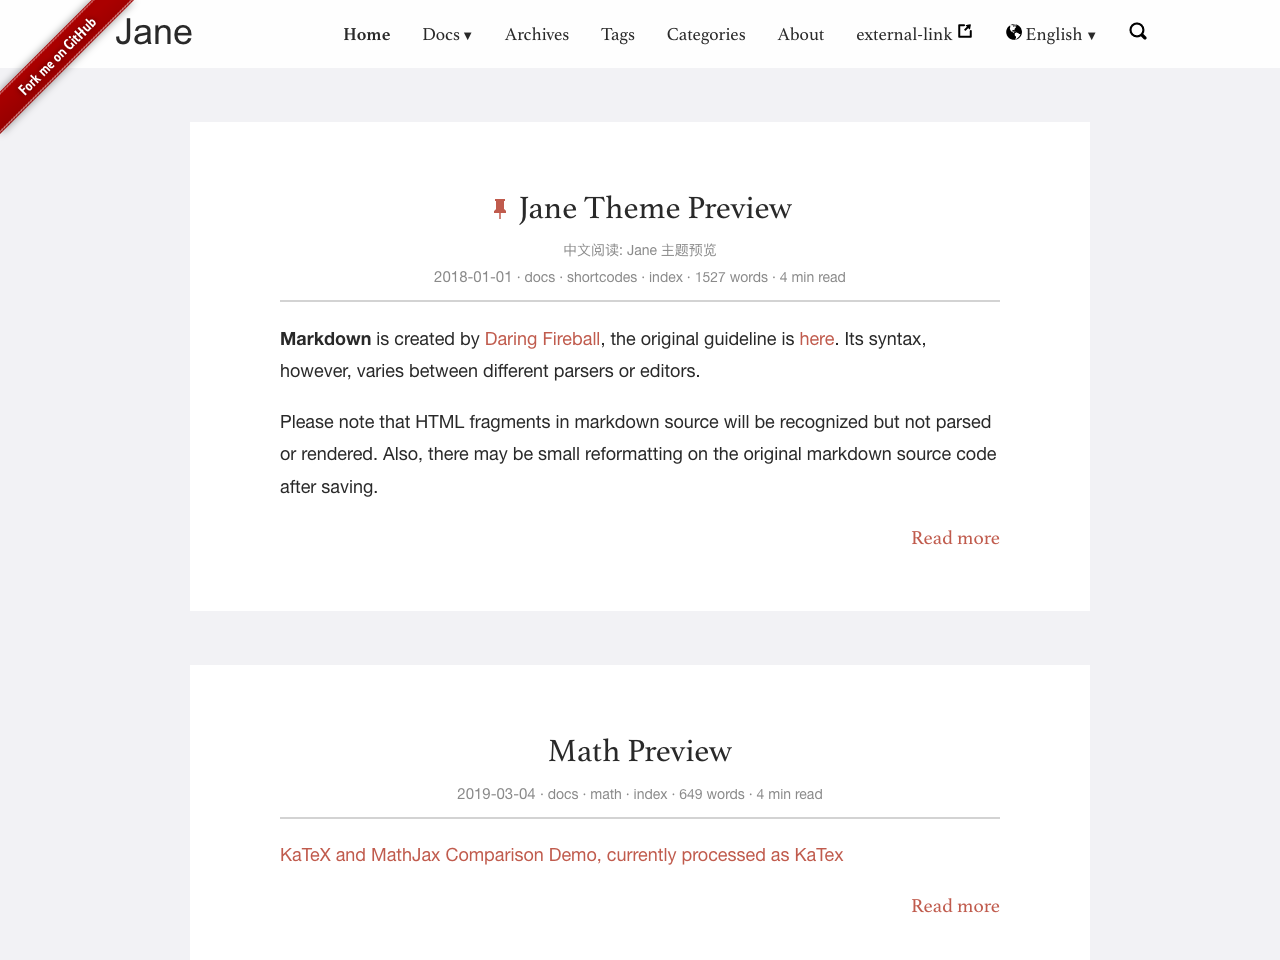 Fork me on GitHub
Jane
Home Docs ▾ Archives Tags Categories About external-link English ▾
Jane Theme Preview
中文阅读: Jane 主题预览
2018-01-01 · docs · shortcodes · index · 1527 words · 4 min read
Markdown is created by Daring Fireball, the original guideline is here. Its syntax,
however, varies between different parsers or editors.
Please note that HTML fragments in markdown source will be recognized but not parsed
or rendered. Also, there may be small reformatting on the original markdown source code
after saving.
Read more
Math Preview
2019-03-04 · docs · math · index · 649 words · 4 min read
KaTeX and MathJax Comparison Demo, currently processed as KaTex
Read more